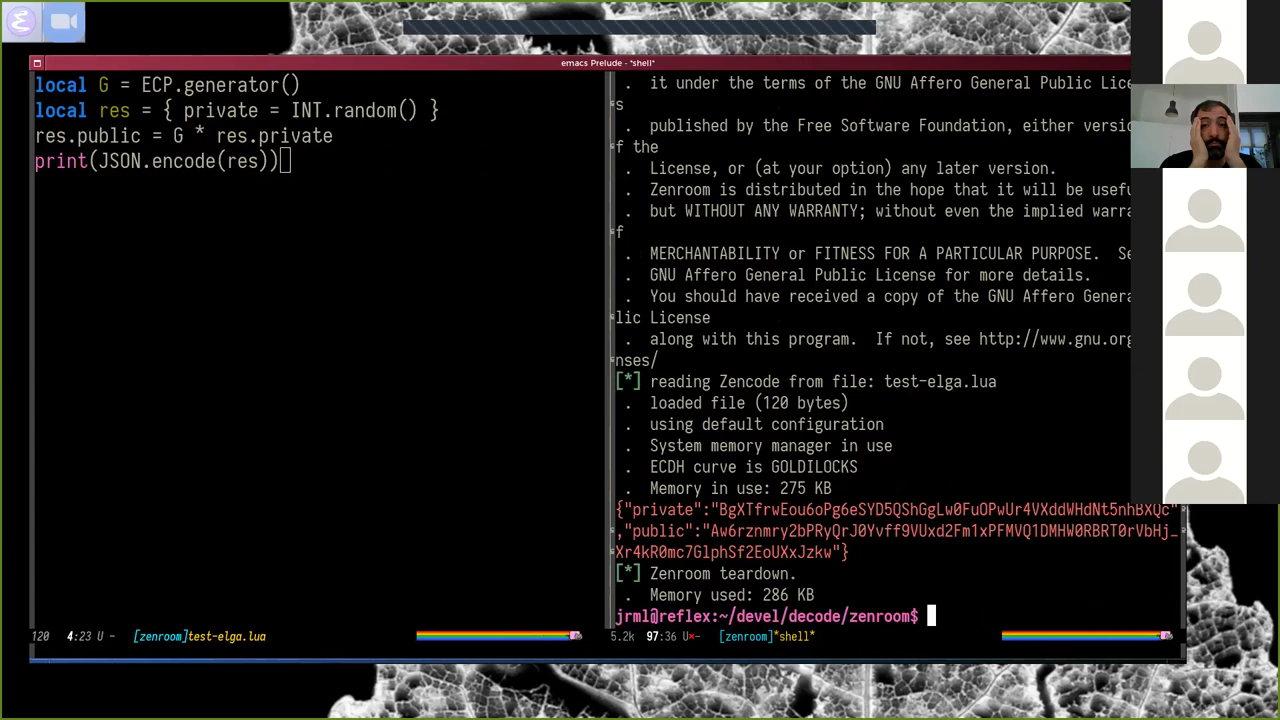 emacs Prelude - *shell*
local G = ECP.generator()
local res = { private = INT.random() }
res.public = G * res.private
print(JSON.encode(res))
120 4:23 U - [zenroom]test-elga.lua
. it under the terms of the GNU Affero General Public Lice
s
. published by the Free Software Foundation, either versio
f the
. License, or (at your option) any later version.
. Zenroom is distributed in the hope that it will be usefu
. but WITHOUT ANY WARRANTY; without even the implied warra
f
. MERCHANTABILITY or FITNESS FOR A PARTICULAR PURPOSE. Se
. GNU Affero General Public License for more details.
. You should have received a copy of the GNU Affero Genera
lic License
. along with this program. If not, see http://www.gnu.org
nses/
[*] reading Zencode from file: test-elga.lua
. loaded file (120 bytes)
. using default configuration
. System memory manager in use
. ECDH curve is GOLDILOCKS
. Memory in use: 275 KB
{"private":"BgXTfrwEou6oPg6eSYD5QShGgLw0FuOPwUr4VXddWHdNt5nhBXQc"
,"public":"Aw6rznmry2bPRyQrJ0Yvff9VUxd2Fm1xPFMVQ1DMHW0RBRT0rVbHj_
Xr4kR0mc7GlphSf2EoUXxJzkw"}
[*] Zenroom teardown.
. Memory used: 286 KB
jrml@reflex:~/devel/decode/zenroom$
5.2k 97:36 U×- [zenroom]*shell*